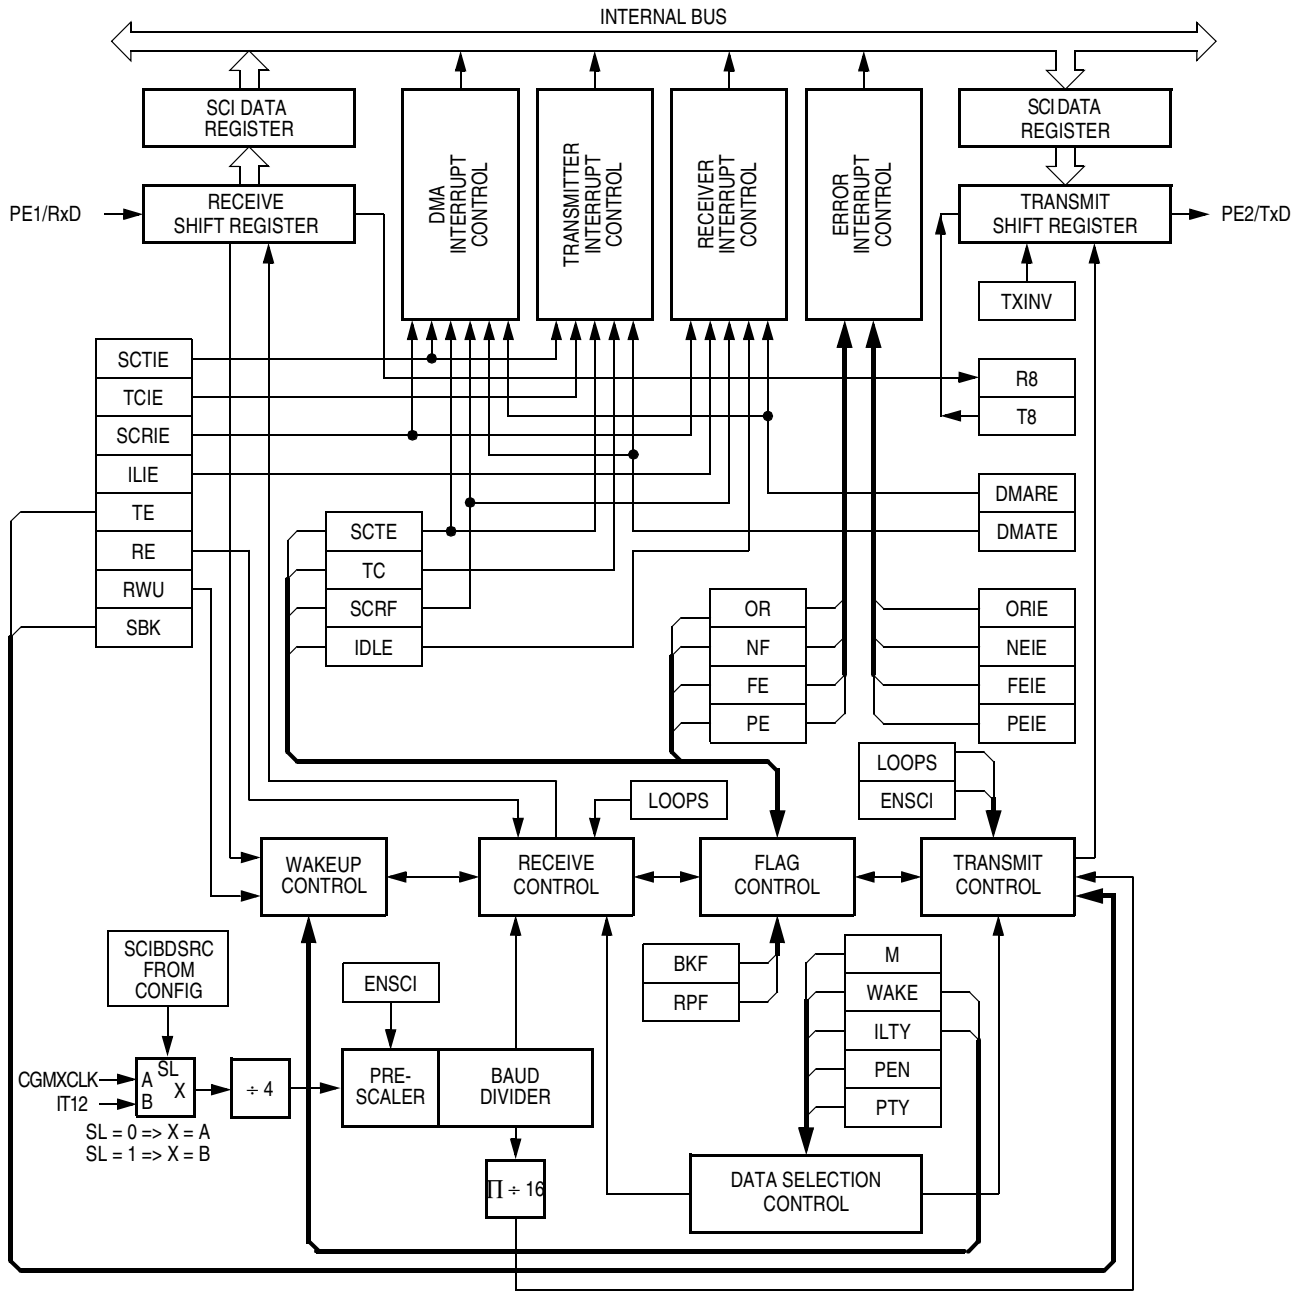 INTERNAL BUS
SCI DATA
REGISTER
DMA
INTERRUPT
CONTROL
TRANSMITTER
INTERRUPT
CONTROL
RECEIVER
INTERRUPT
CONTROL
ERROR
INTERRUPT
CONTROL
SCI DATA
REGISTER
PE1/RxD
RECEIVE
SHIFT REGISTER
TRANSMIT
SHIFT REGISTER
PE2/TxD
TXINV
SCTIE
TCIE
SCRIE
ILIE
TE
RE
RWU
SBK
R8
T8
DMARE
DMATE
SCTE
TC
SCRF
IDLE
OR
NF
FE
PE
ORIE
NEIE
FEIE
PEIE
LOOPS
ENSCI
LOOPS
WAKEUP
CONTROL
RECEIVE
CONTROL
FLAG
CONTROL
TRANSMIT
CONTROL
SCIBDSRC
FROM
CONFIG
ENSCI
BKF
RPF
M
WAKE
ILTY
PEN
PTY
CGMXCLK
IT12
SL
A
X
B
÷ 4
PRE-
SCALER
BAUD
DIVIDER
SL = 0 => X = A
SL = 1 => X = B
∏ ÷ 16
DATA SELECTION
CONTROL